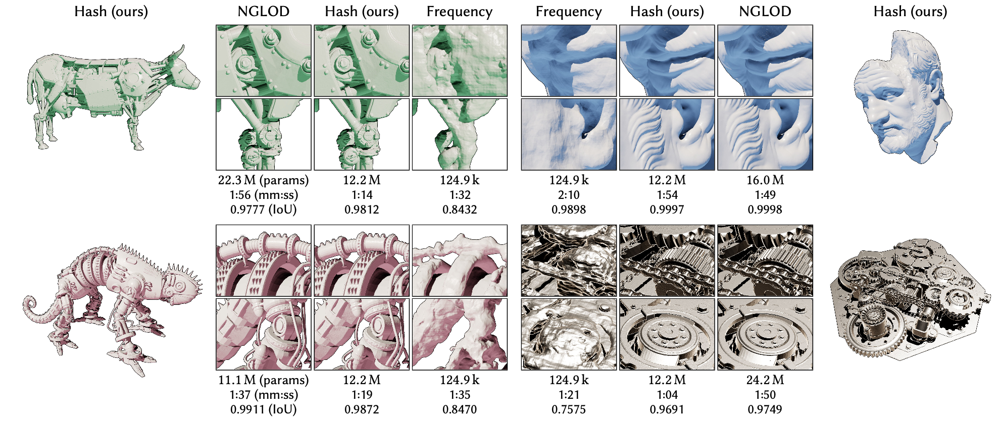 Hash (ours) NGLOD Hash (ours) Frequency Frequency Hash (ours) NGLOD Hash (ours)
22.3 M (params) 12.2 M 124.9 k 124.9 k 12.2 M 16.0 M
1:56 (mm:ss) 1:14 1:32 2:10 1:54 1:49
0.9777 (IoU) 0.9812 0.8432 0.9898 0.9997 0.9998
11.1 M (params) 12.2 M 124.9 k 124.9 k 12.2 M 24.2 M
1:37 (mm:ss) 1:19 1:35 1:21 1:04 1:50
0.9911 (IoU) 0.9872 0.8470 0.7575 0.9691 0.9749